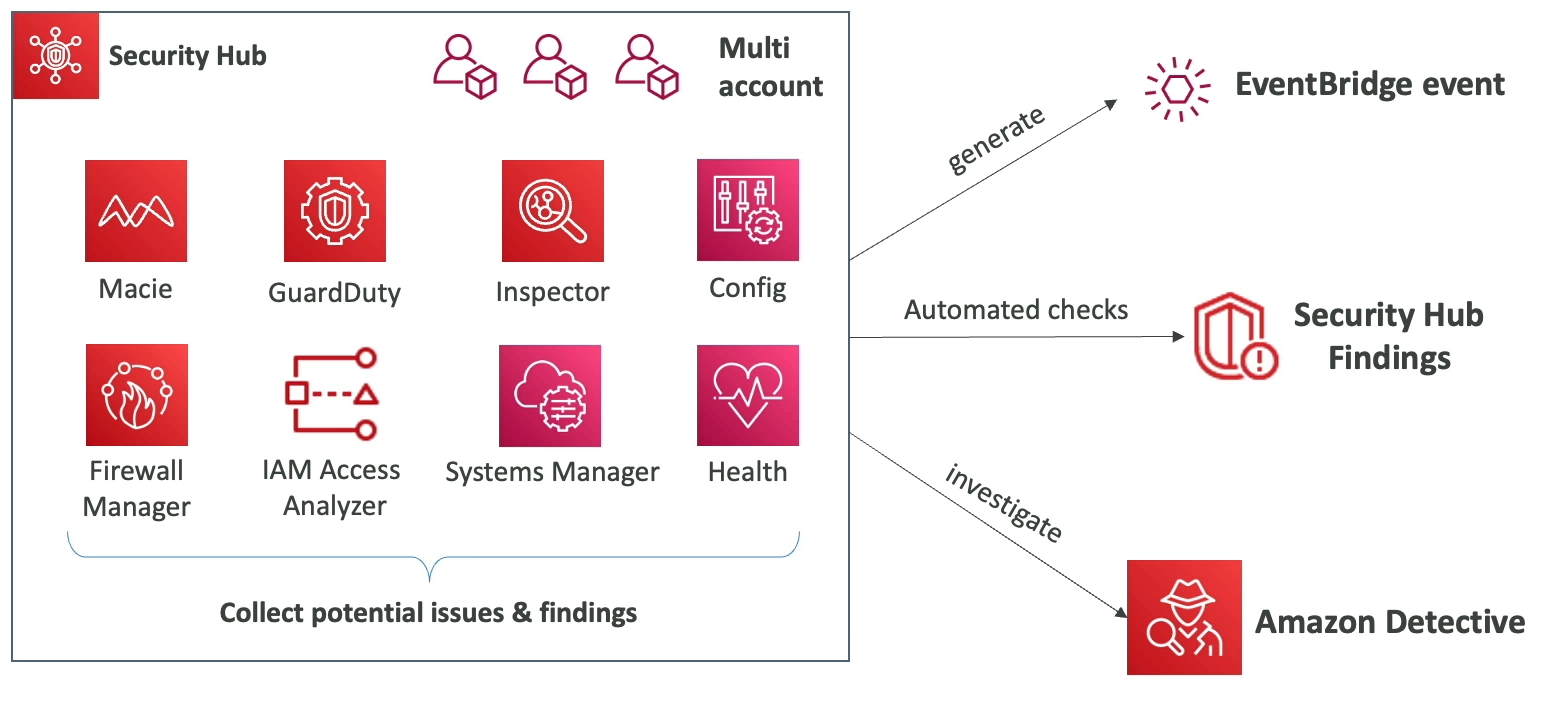 Security Hub
Multi
account
Macie
GuardDuty
Inspector
Config
Firewall
Manager
IAM Access
Analyzer
Systems Manager
Health
Collect potential issues & findings
generate
EventBridge event
Automated checks
Security Hub
Findings
investigate
Amazon Detective